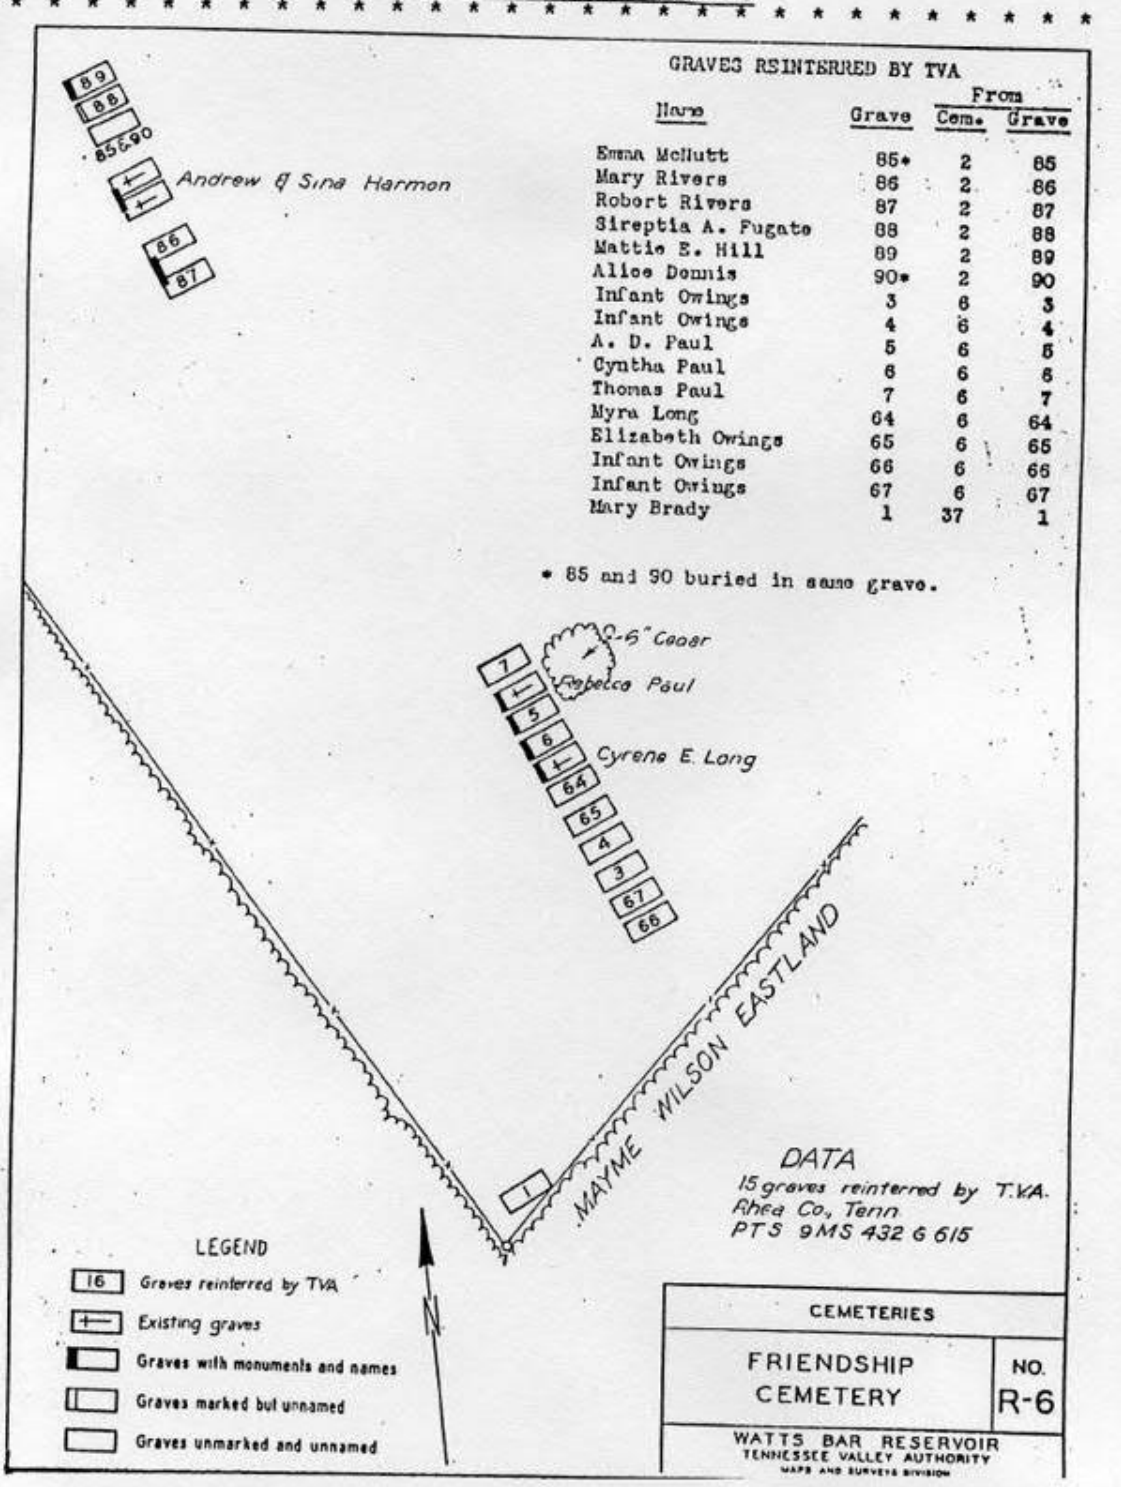 * * * * * * * * * * * * * * * * * * * * * * * * * * * * *
GRAVES RSINTERRED BY TVA
From
Name Grave Cem. Grave
Emma McNutt 85* 2 85
Mary Rivers 86 2 86
Robert Rivers 87 2 87
Sireptia A. Fugate 88 2 88
Mattie E. Hill 89 2 89
Alice Dennis 90* 2 90
Infant Owings 3 6 3
Infant Owings 4 6 4
A. D. Paul 5 6 5
Cyntha Paul 6 6 6
Thomas Paul 7 6 7
Myra Long 64 6 64
Elizabeth Owings 65 6 65
Infant Owings 66 6 66
Infant Owings 67 6 67
Mary Brady 1 37 1
* 85 and 90 buried in same grave.
89
88
85&90
Andrew & Sina Harmon
86
87
Cedar
7
Rebecca Paul
5
6
Cyrene E. Long
64
65
4
3
67
66
MAYME WILSON EASTLAND
1
DATA
15 graves reinterred by T.V.A.
Rhea Co., Tenn
PTS 9MS 432 G 615
N
LEGEND
16 Graves reinterred by TVA
Existing graves
Graves with monuments and names
Graves marked but unnamed
Graves unmarked and unnamed
CEMETERIES
FRIENDSHIP
CEMETERY
NO.
R-6
WATTS BAR RESERVOIR
TENNESSEE VALLEY AUTHORITY
MAPS AND SURVEYS DIVISION